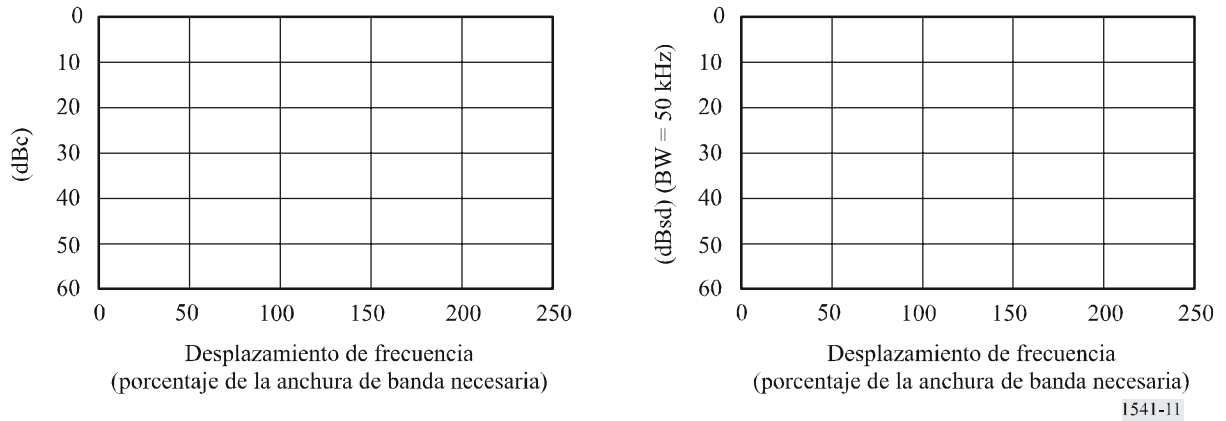 0
10
20
30
40
50
60
(dBc)
0 50 100 150 200 250
Desplazamiento de frecuencia
(porcentaje de la anchura de banda necesaria)
0
10
20
30
40
50
60
(dBsd) (BW = 50 kHz)
0 50 100 150 200 250
Desplazamiento de frecuencia
(porcentaje de la anchura de banda necesaria)
1541-11